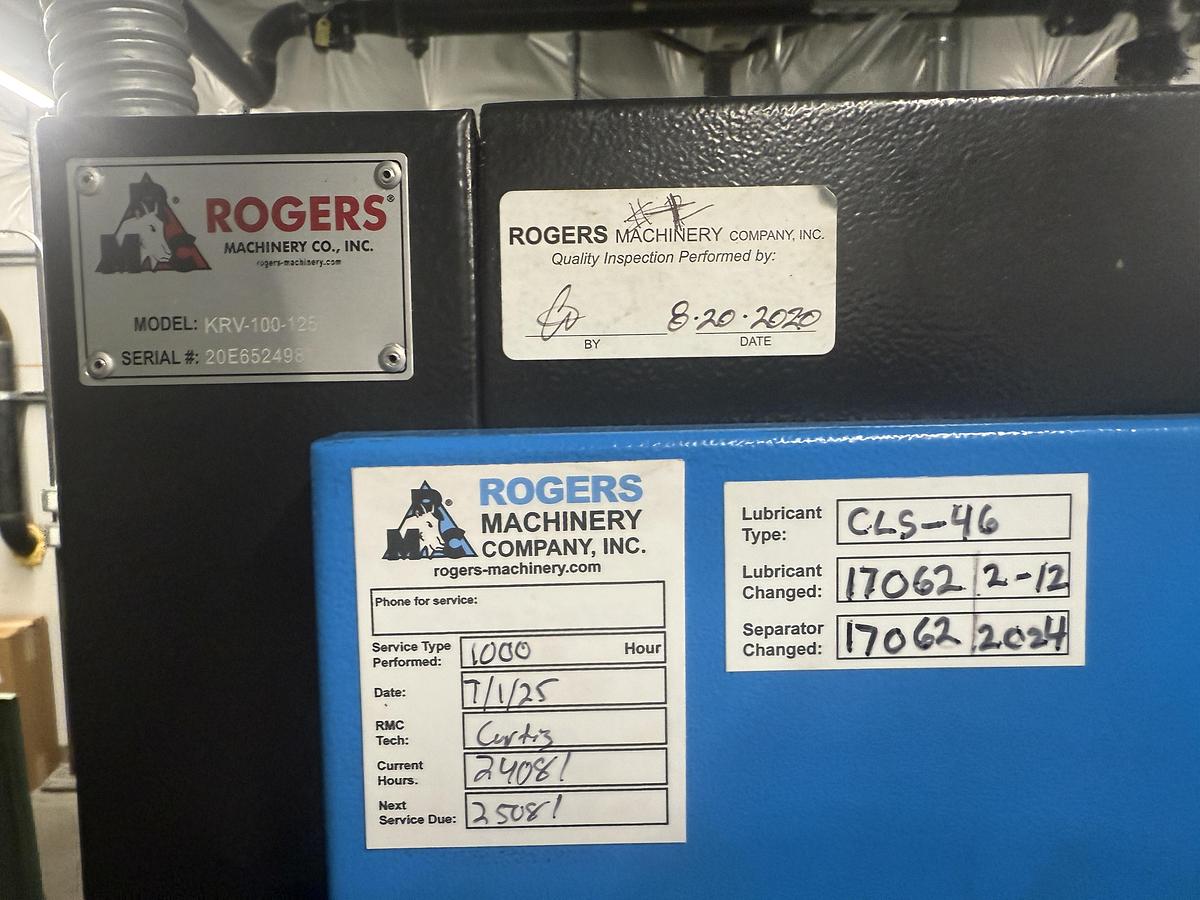 ROGERS®
MACHINERY CO., INC.
rogers-machinery.com
MODEL: KRV-100-125
SERIAL #: 20E652498
ROGERS MACHINERY COMPANY, INC.
Quality Inspection Performed by:
8-20-2020
BY DATE
RMC®
ROGERS
MACHINERY
COMPANY, INC.
rogers-machinery.com
Phone for service:
Service Type Performed: 1000 Hour
Date: 7/1/25
RMC Tech: Curtis
Current Hours. 24081
Next Service Due: 25081
Lubricant Type: CLS-46
Lubricant Changed: 17062 2-12
Separator Changed: 17062 2024